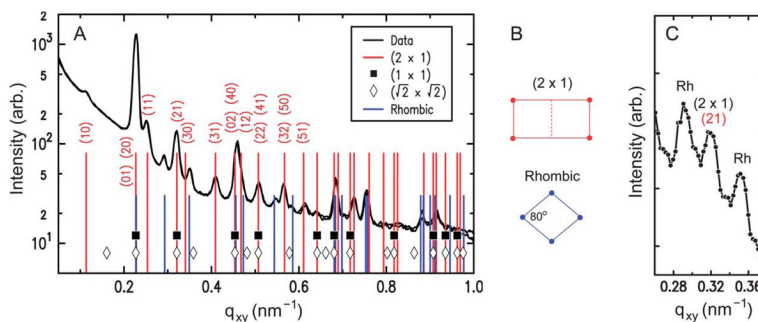 A
Intensity (arb.)
10³
5
2
10²
5
2
10¹
5
2
0.2
0.4
0.6
0.8
1.0
q_xy (nm⁻¹)
Data
(2 x 1)
(1 x 1)
(√2 x √2)
Rhombic
(10)
(01)
(20)
(11)
(21)
(30)
(31)
(02)
(40)
(12)
(22)
(41)
(32)
(50)
(51)
(61)
B
(2 x 1)
Rhombic
80°
C
Intensity (arb.)
Rh
(2 x 1)
(21)
Rh
0.28
0.32
0.36
q_xy (nm⁻¹)